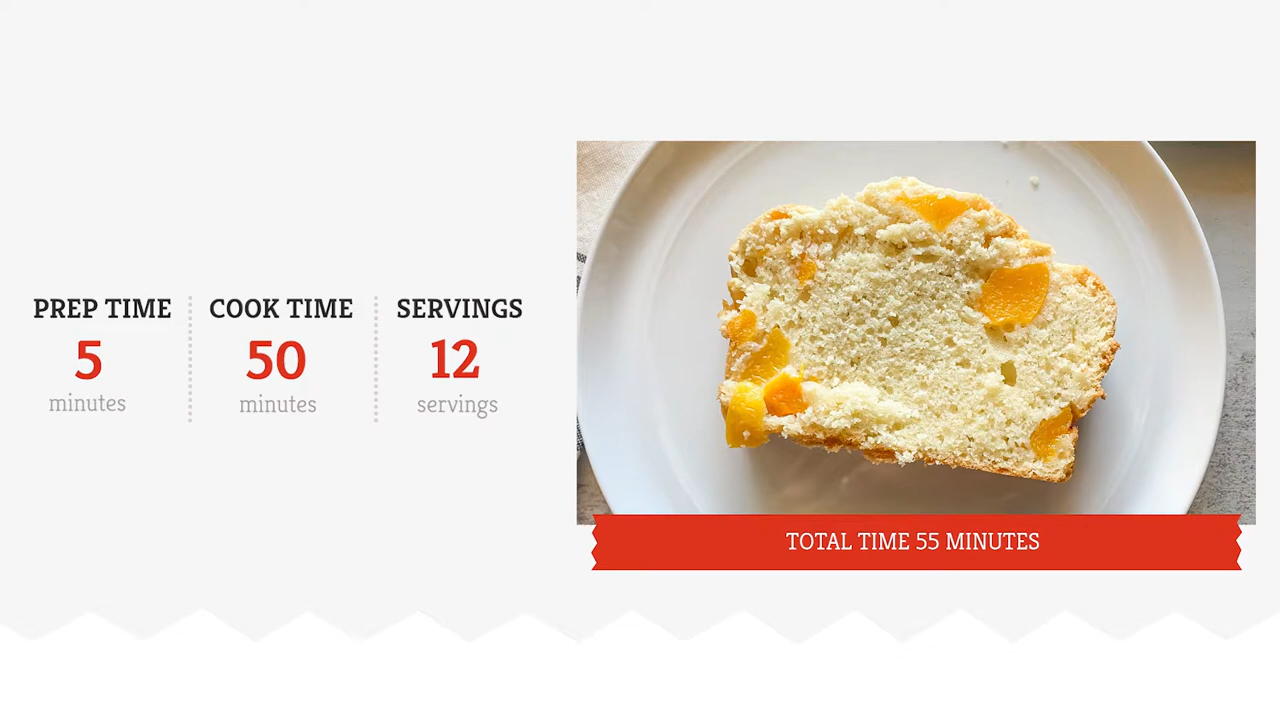 PREP TIME
5
minutes
COOK TIME
50
minutes
SERVINGS
12
servings
TOTAL TIME 55 MINUTES